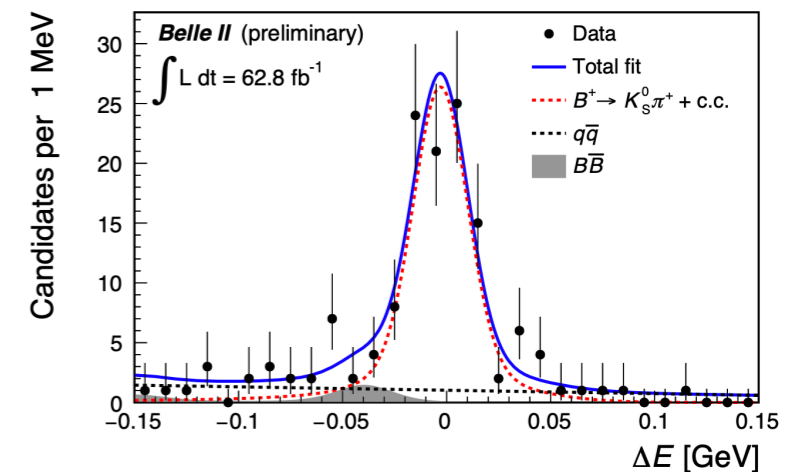 Candidates per 1 MeV
Belle II (preliminary)
∫ L dt = 62.8 fb⁻¹
Data
Total fit
B⁺→ K⁰_S π⁺ + c.c.
qq̅
BB̅
30
25
20
15
10
5
0
−0.15 −0.1 −0.05 0 0.05 0.1 0.15
ΔE [GeV]